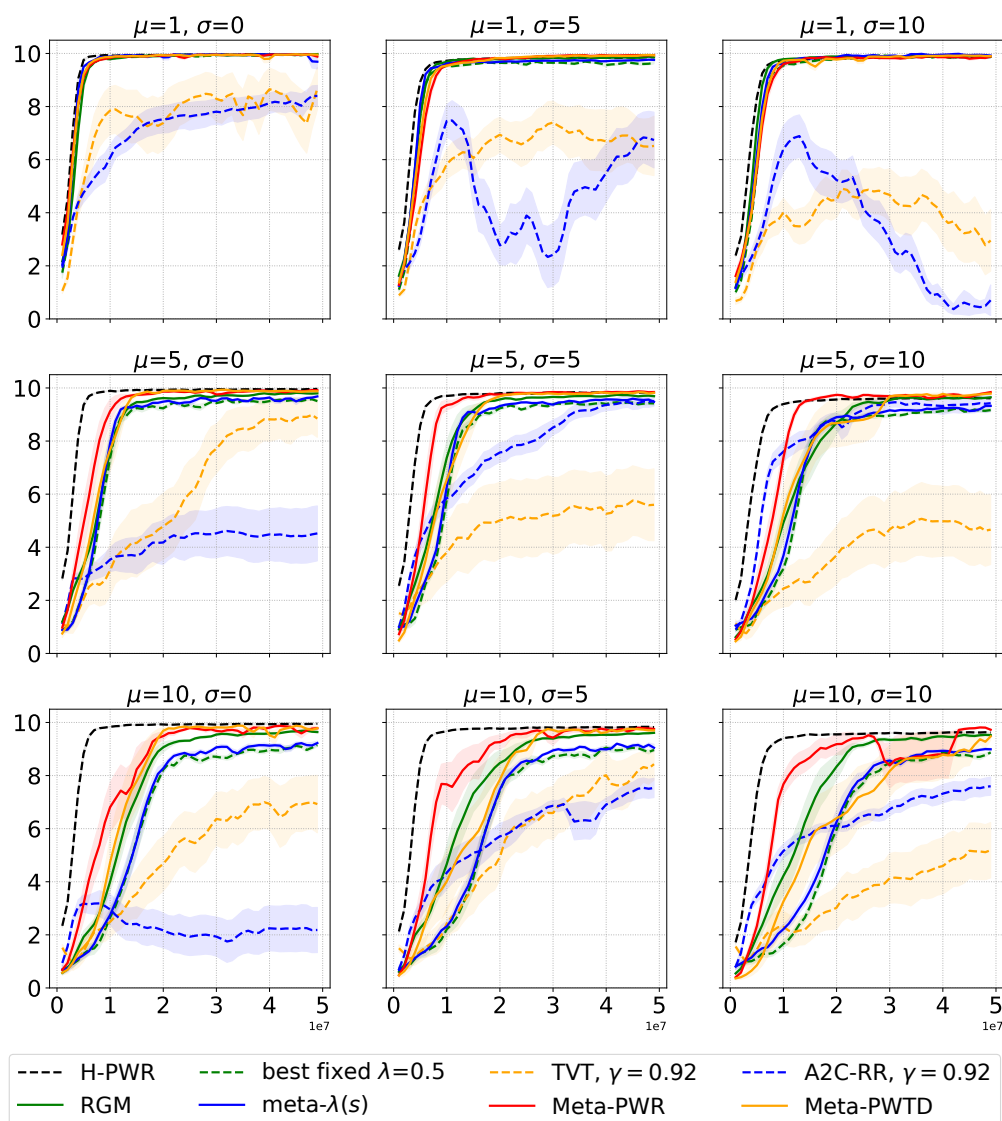 μ=1, σ=0 μ=1, σ=5 μ=1, σ=10
10
8
6
4
2
0
μ=5, σ=0 μ=5, σ=5 μ=5, σ=10
10
8
6
4
2
0
μ=10, σ=0 μ=10, σ=5 μ=10, σ=10
10
8
6
4
2
0
0 1 2 3 4 5 0 1 2 3 4 5 0 1 2 3 4 5
1e7 1e7 1e7
H-PWR best fixed λ=0.5 TVT, γ = 0.92 A2C-RR, γ = 0.92
RGM meta-λ(s) Meta-PWR Meta-PWTD